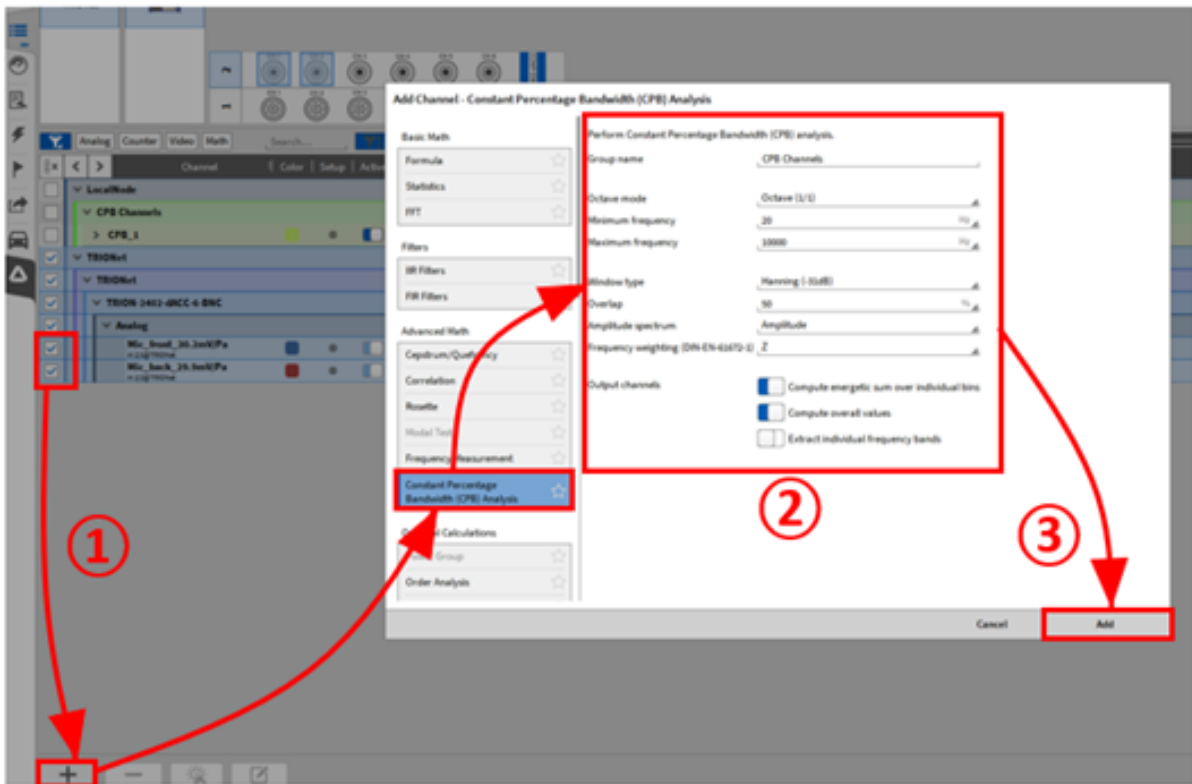 Add Channel - Constant Percentage Bandwidth (CPB) Analysis
Analog Counter Video Math Search...
Channel Color Setup Active
LocalNode
CPB Channels
CPB_1
TRIONet
TRIONet
TRION-2402-dACC-6-BNC
Analog
Mic_front_30.2mV/Pa
Mic_back_29.9mV/Pa
Basic Math
Formula
Statistics
FFT
Filters
IIR Filters
FIR Filters
Advanced Math
Cepstrum/Quefrency
Correlation
Rosette
Modal Test
Frequency Measurement
Constant Percentage
Bandwidth (CPB) Analysis
Calculations
Group
Order Analysis
Perform Constant Percentage Bandwidth (CPB) analysis.
Group name CPB Channels
Octave mode Octave (1/1)
Minimum frequency 20 Hz
Maximum frequency 10000 Hz
Window type Hanning (-31dB)
Overlap 50 %
Amplitude spectrum Amplitude
Frequency weighting (DIN-EN-61672-1) Z
Output channels Compute energetic sum over individual bins
Compute overall values
Extract individual frequency bands
Cancel Add
1
2
3